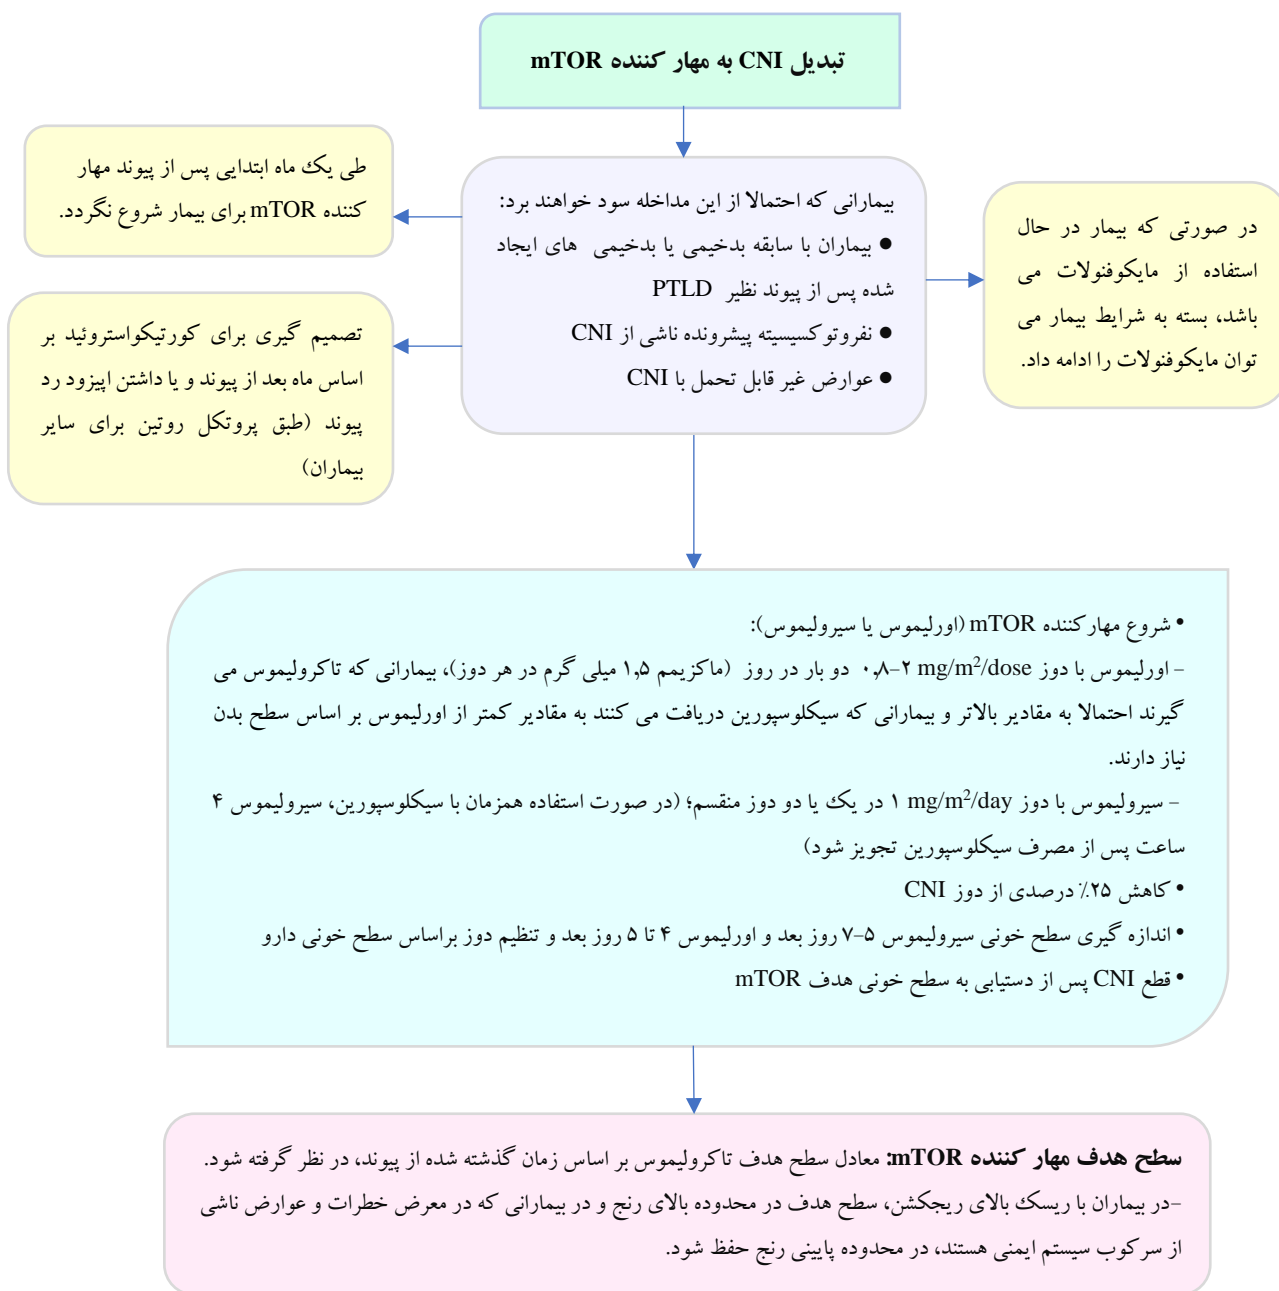 تبدیل CNI به مهار کننده mTOR
بیمارانی که احتمالا از این مداخله سود خواهند برد:
● بیماران با سابقه بدخیمی یا بدخیمی های ایجاد
شده پس از پیوند نظیر PTLD
● نفروتوکسیسیته پیشرونده ناشی از CNI
● عوارض غیر قابل تحمل با CNI
در صورتی که بیمار در حال
استفاده از مایکوفنولات می
باشد، بسته به شرایط بیمار می
توان مایکوفنولات را ادامه داد.
طی یک ماه ابتدایی پس از پیوند مهار
کننده mTOR برای بیمار شروع نگردد.
تصمیم گیری برای کورتیکواستروئید بر
اساس ماه بعد از پیوند و یا داشتن اپیزود رد
پیوند (طبق پروتکل روتین برای سایر
بیماران)
• شروع مهارکننده mTOR (اورلیموس یا سیرولیموس):
- اورلیموس با دوز ۰٫۸-۲ mg/m²/dose دو بار در روز (ماکزیمم ۱٫۵ میلی گرم در هر دوز)، بیمارانی که تاکرولیموس می
گیرند احتمالا به مقادیر بالاتر و بیمارانی که سیکلوسپورین دریافت می کنند به مقادیر کمتر از اورلیموس بر اساس سطح بدن
نیاز دارند.
- سیرولیموس با دوز ۱ mg/m²/day در یک یا دو دوز منقسم؛ (در صورت استفاده همزمان با سیکلوسپورین، سیرولیموس ۴
ساعت پس از مصرف سیکلوسپورین تجویز شود)
• کاهش ۲۵٪ درصدی از دوز CNI
• اندازه گیری سطح خونی سیرولیموس ۵-۷ روز بعد و اورلیموس ۴ تا ۵ روز بعد و تنظیم دوز براساس سطح خونی دارو
• قطع CNI پس از دستیابی به سطح خونی هدف mTOR
سطح هدف مهار کننده mTOR: معادل سطح هدف تاکرولیموس بر اساس زمان گذشته شده از پیوند، در نظر گرفته شود.
-در بیماران با ریسک بالای ریجکشن، سطح هدف در محدوده بالای رنج و در بیمارانی که در معرض خطرات و عوارض ناشی
از سرکوب سیستم ایمنی هستند، در محدوده پایینی رنج حفظ شود.